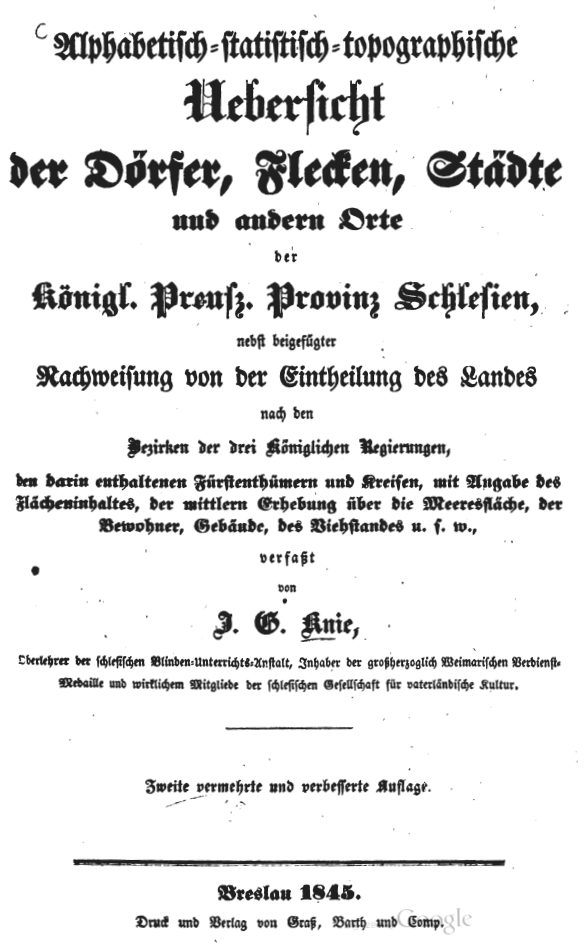 C
Alphabetisch-statistisch-topographische
Uebersicht
der Dörfer, Flecken, Städte
und andern Orte
der
Königl. Preusz. Provinz Schlesien,
nebst beigefügter
Nachweisung von der Eintheilung des Landes
nach den
Bezirken der drei Königlichen Regierungen,
den darin enthaltenen Fürstenthümern und Kreisen, mit Angabe des
Flächeninhaltes, der mittlern Erhebung über die Meeresfläche, der
Bewohner, Gebäude, des Viehstandes u. s. w.,
verfaßt
von
J. G. Knie,
Oberlehrer der schlesischen Blinden-Unterrichts-Anstalt, Inhaber der großherzoglich Weimarischen Verdienst-
Medaille und wirklichem Mitgliede der schlesischen Gesellschaft für vaterländische Kultur.
Zweite vermehrte und verbesserte Auflage.
Breslau 1845.
Druck und Verlag von Graß, Barth und Comp.
Google